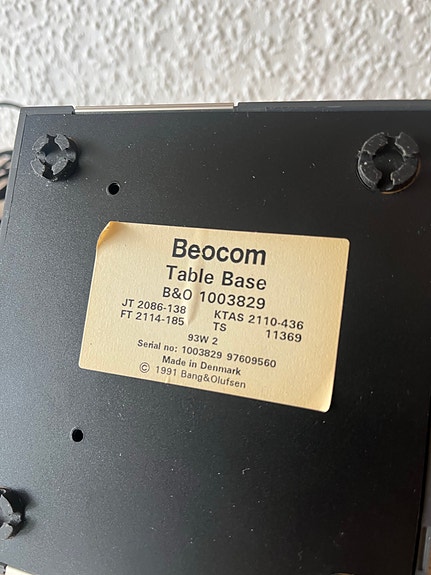 Beocom
Table Base
B&O 1003829
JT 2086-138 KTAS 2110-436
FT 2114-185 TS 11369
93W 2
Serial no: 1003829 97609560
Made in Denmark
© 1991 Bang&Olufsen